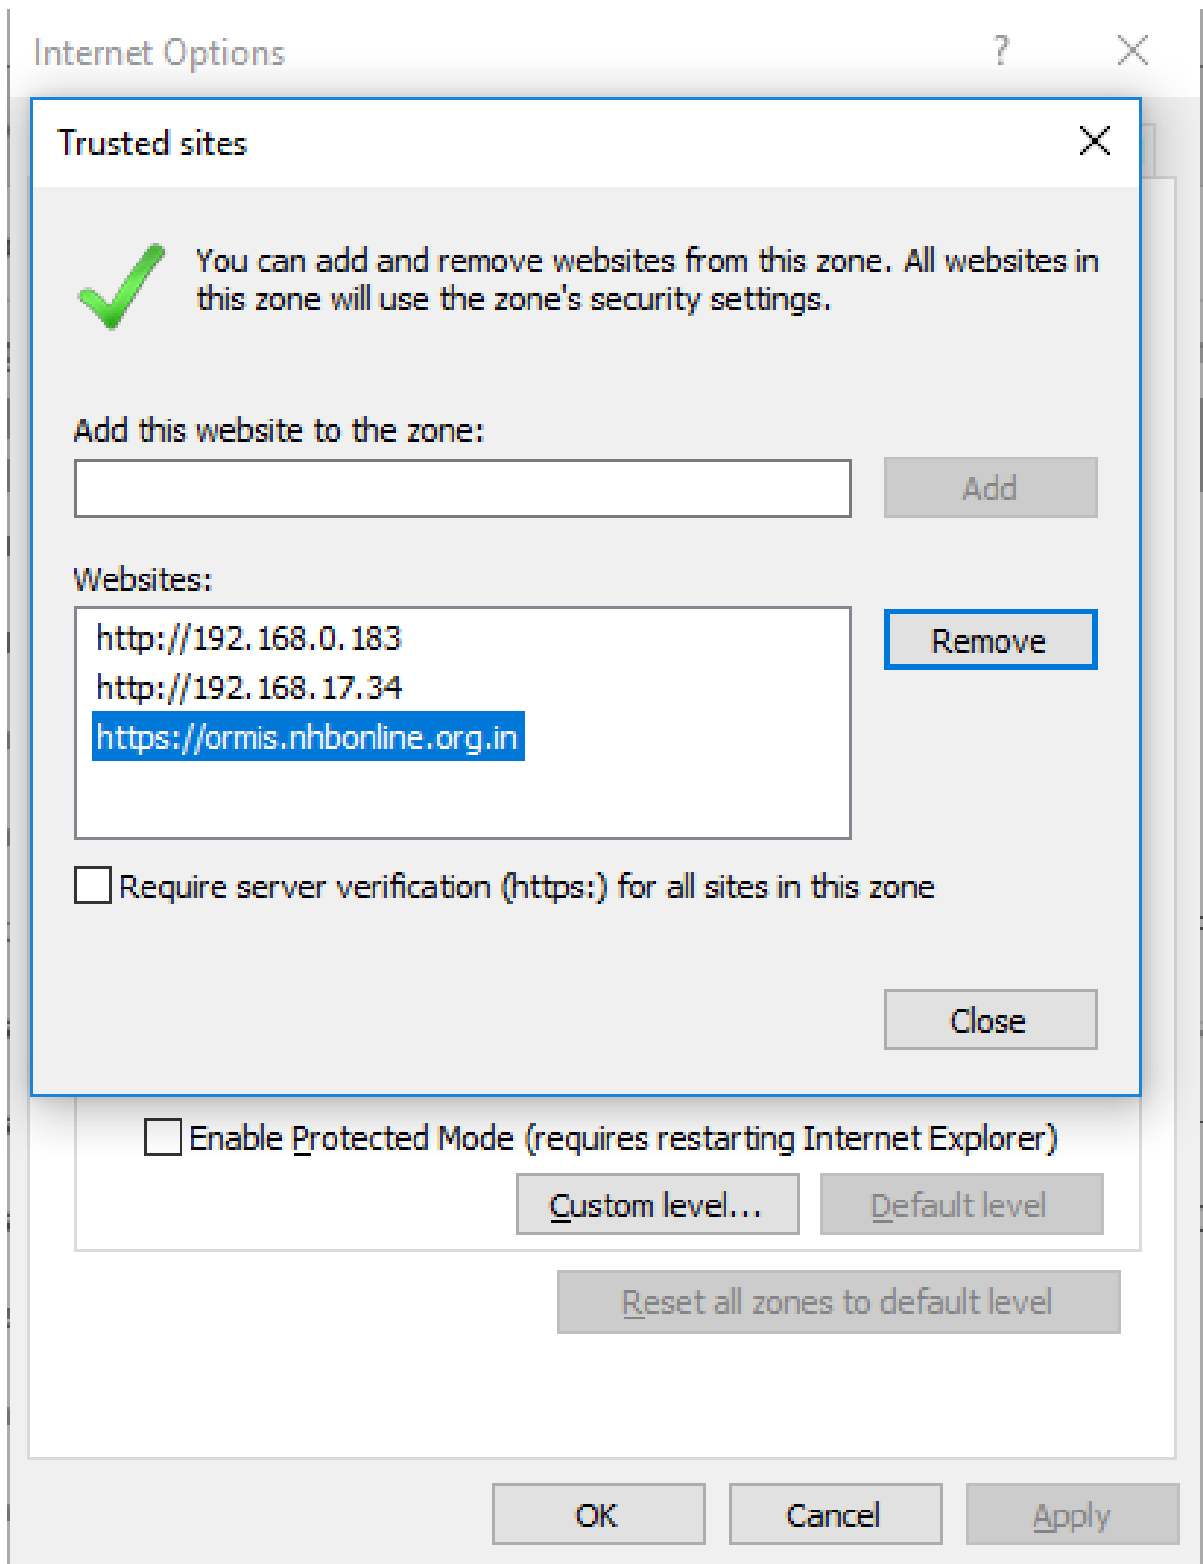 Internet Options
?
Trusted sites
You can add and remove websites from this zone. All websites in
this zone will use the zone's security settings.
Add this website to the zone:
Add
Websites:
http://192.168.0.183
Remove
http://192.168.17.34
https://ormis.nhbonline.org.in
Require server verification (https:) for all sites in this zone
Close
Enable Protected Mode (requires restarting Internet Explorer)
Custom level...
Default level
Reset all zones to default level
OK
Cancel
Apply